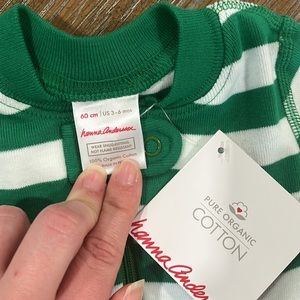 60 cm | US 3-6 mos
hanna andersson
WEAR SNUG-FITTING
NOT FLAME RESISTANT
100% Organic Cotton
PURE ORGANIC
COTTON
hanna anders